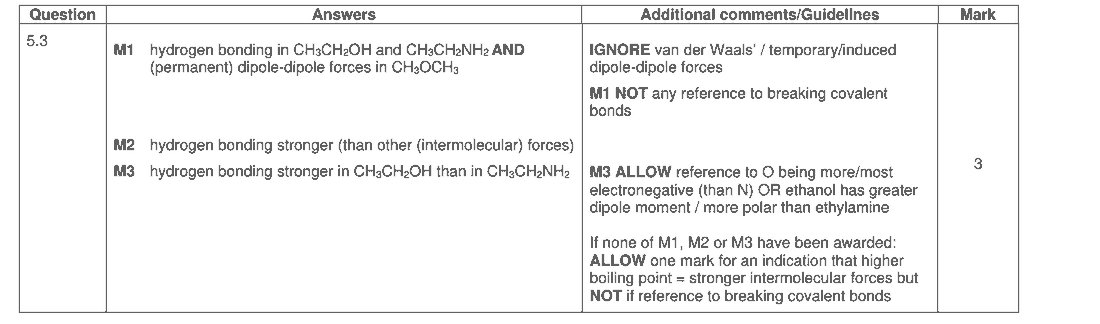 Question Answers Additional comments/Guidelines Mark
5.3
M1 hydrogen bonding in CH₃CH₂OH and CH₃CH₂NH₂ AND
(permanent) dipole-dipole forces in CH₃OCH₃
IGNORE van der Waals' / temporary/induced
dipole-dipole forces
M1 NOT any reference to breaking covalent
bonds
M2 hydrogen bonding stronger (than other (intermolecular) forces)
M3 hydrogen bonding stronger in CH₃CH₂OH than in CH₃CH₂NH₂
M3 ALLOW reference to O being more/most
electronegative (than N) OR ethanol has greater
dipole moment / more polar than ethylamine
If none of M1, M2 or M3 have been awarded:
ALLOW one mark for an indication that higher
boiling point = stronger intermolecular forces but
NOT if reference to breaking covalent bonds
3